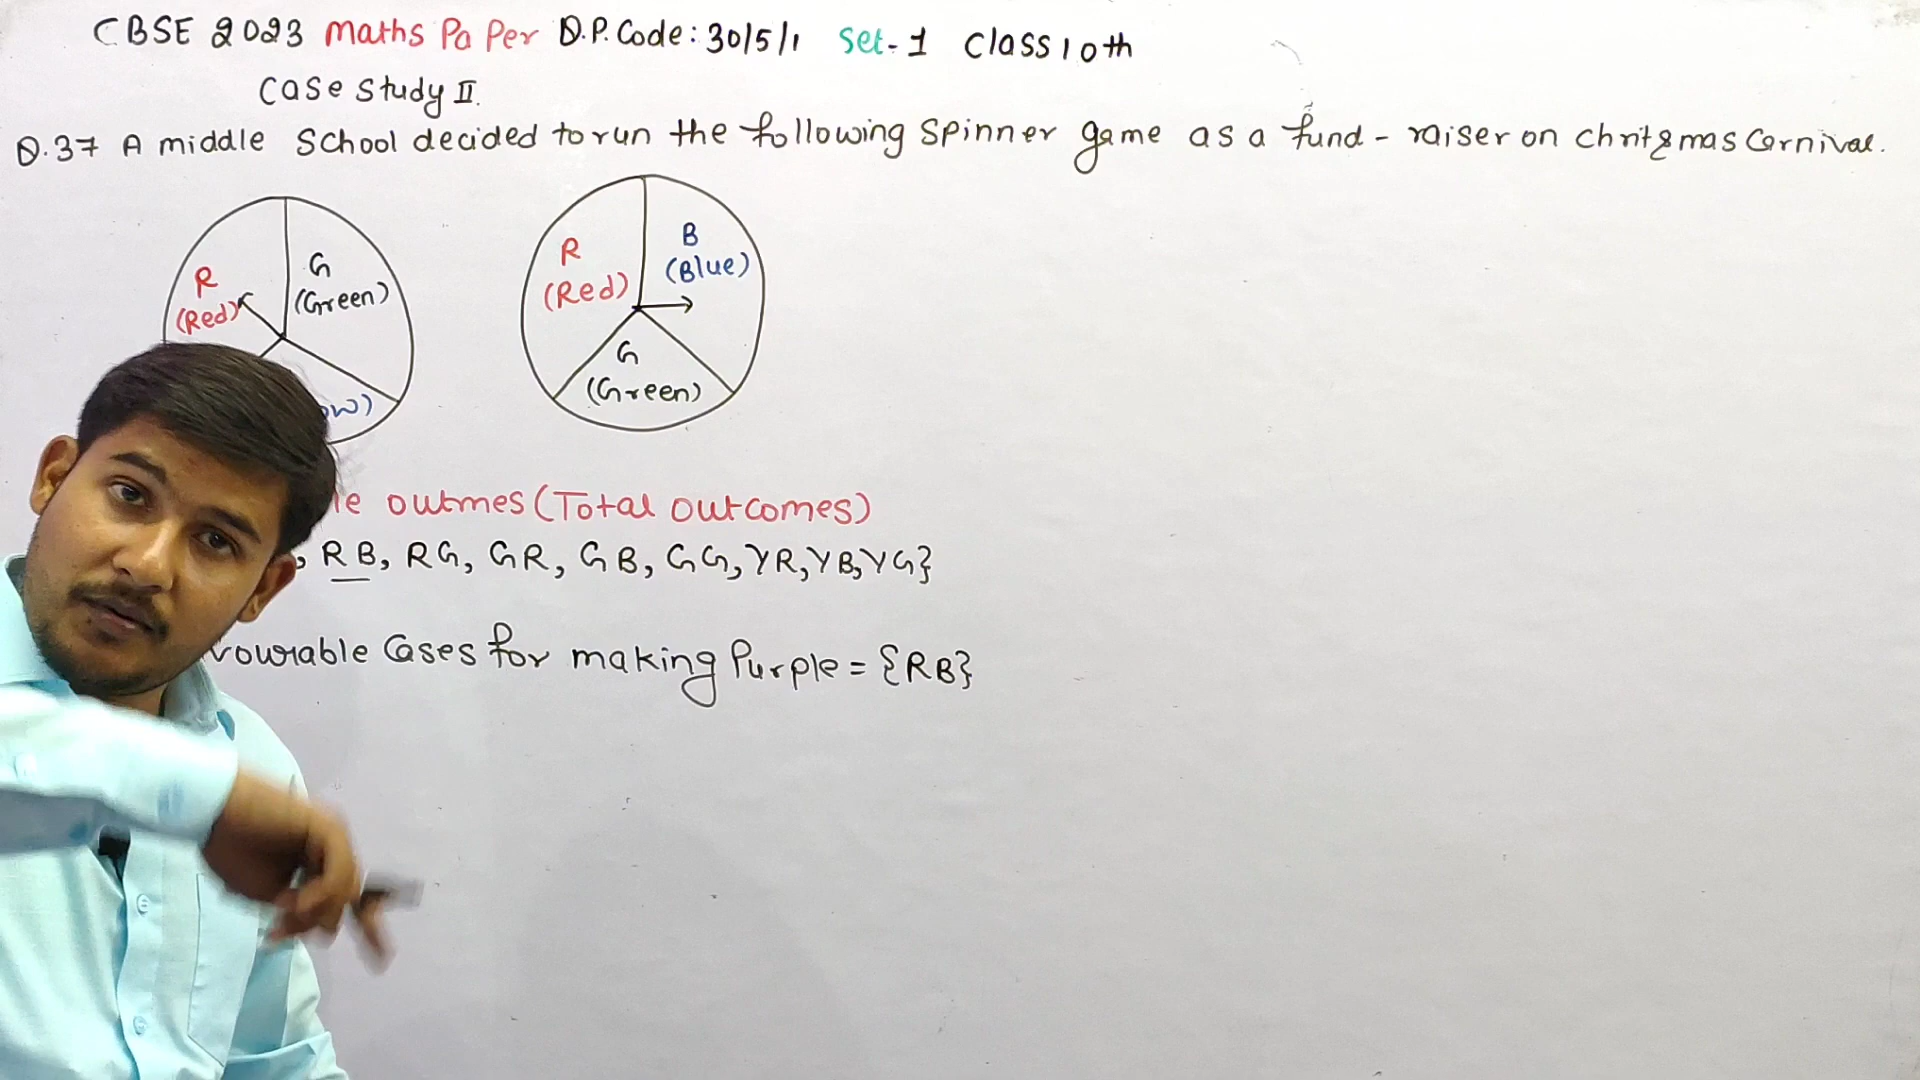 CBSE 2023 Maths Paper Q.P. Code: 30/5/1 Set-1 Class 10th
Case Study II.
Q.37 A middle School decided to run the following spinner game as a fund-raiser on Christmas Carnival.
R
(Red)
G
(Green)
R
(Red)
B
(Blue)
G
(Green)
outmes (Total outcomes)
, RB, RG, GR, GB, GG, YR, YB, YG}
Cases for making Purple = {RB}